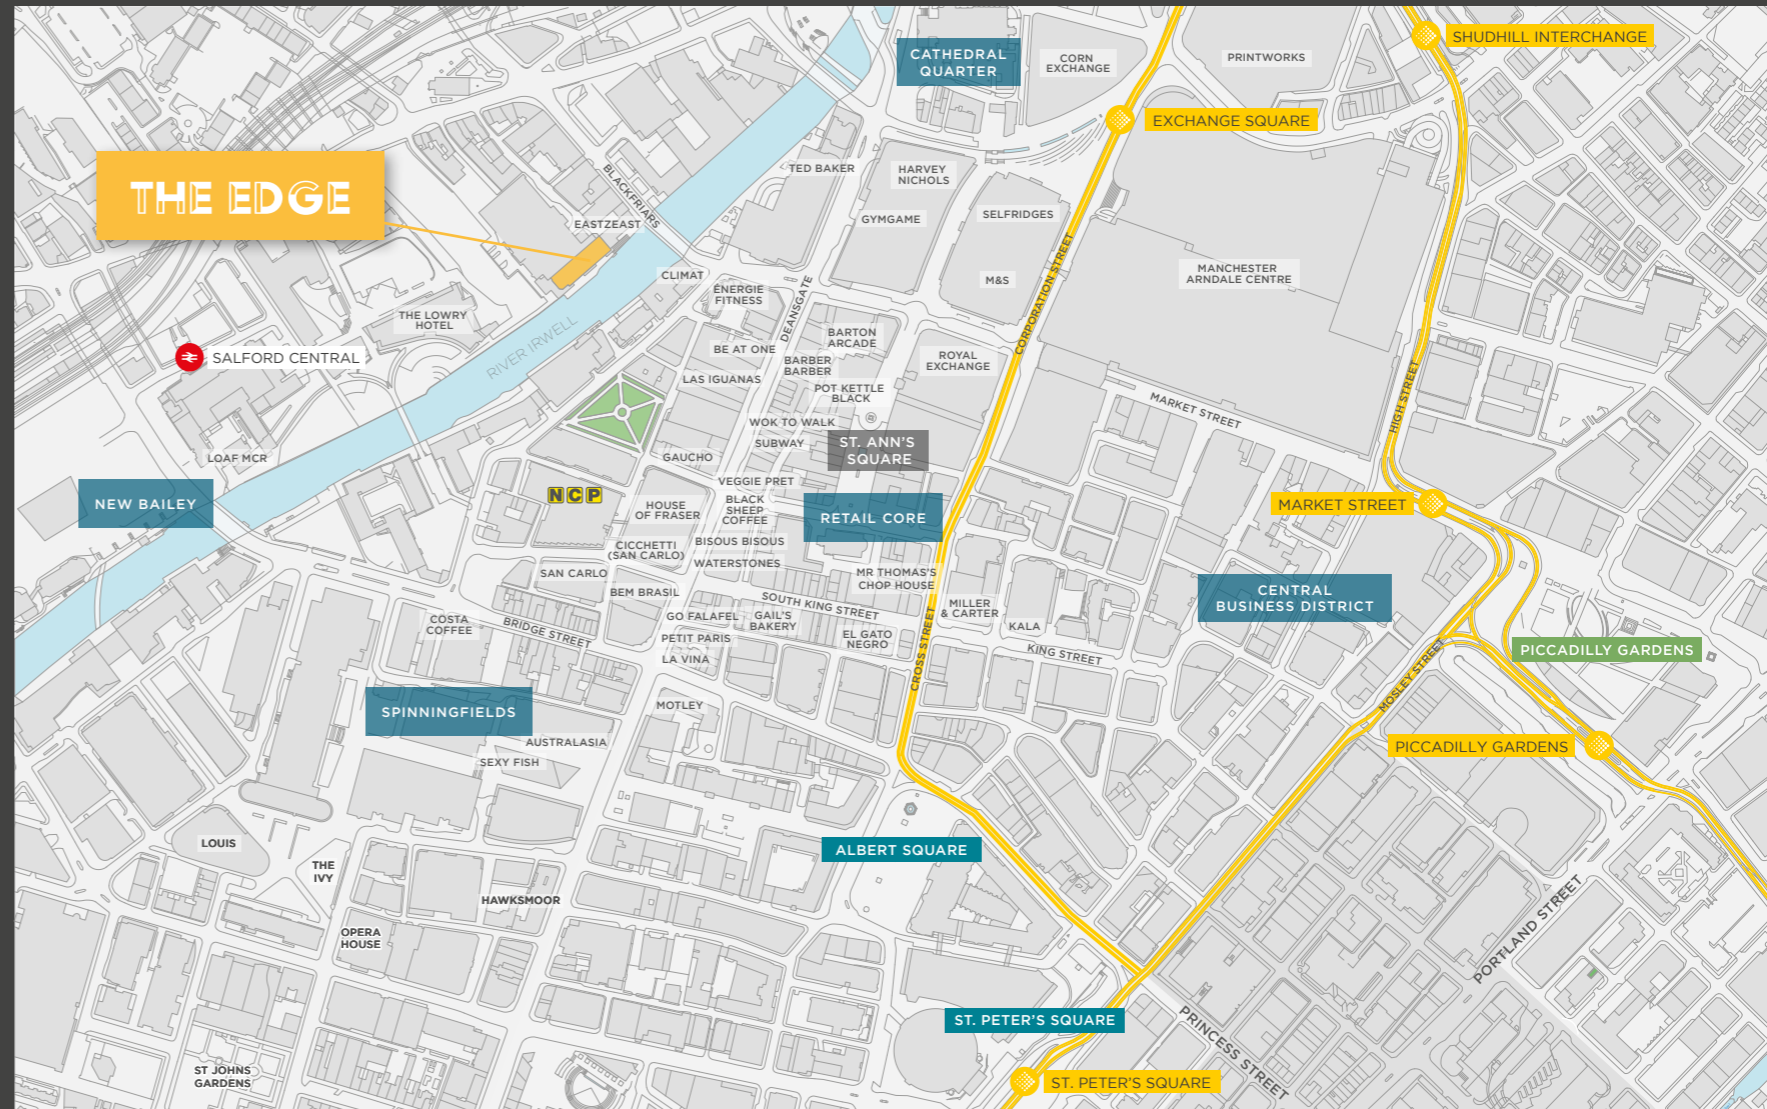 SHUDHILL INTERCHANGE
CATHEDRAL
QUARTER
CORN
EXCHANGE
PRINTWORKS
EXCHANGE SQUARE
THE EDGE
BLACKFRIARS
EASTZEAST
TED BAKER
HARVEY
NICHOLS
GYMGAME
SELFRIDGES
CLIMAT
ÉNERGIE
FITNESS
DEANSGATE
M&S
CORPORATION STREET
MANCHESTER
ARNDALE CENTRE
THE LOWRY
HOTEL
RIVER IRWELL
SALFORD CENTRAL
BE AT ONE
BARTON
ARCADE
BARBER
BARBER
ROYAL
EXCHANGE
LAS IGUANAS
POT KETTLE
BLACK
MARKET STREET
HIGH STREET
WOK TO WALK
SUBWAY
ST. ANN'S
SQUARE
LOAF MCR
GAUCHO
NEW BAILEY
NCP
VEGGIE PRET
HOUSE
OF FRASER
BLACK
SHEEP
COFFEE
RETAIL CORE
MARKET STREET
CICCHETTI
(SAN CARLO)
BISOUS BISOUS
WATERSTONES
SAN CARLO
BEM BRASIL
MR THOMAS'S
CHOP HOUSE
CENTRAL
BUSINESS DISTRICT
COSTA
COFFEE
BRIDGE STREET
SOUTH KING STREET
GO FALAFEL
GAIL'S
BAKERY
MILLER
& CARTER
KALA
PETIT PARIS
LA VINA
EL GATO
NEGRO
CROSS STREET
KING STREET
MOSLEY STREET
PICCADILLY GARDENS
SPINNINGFIELDS
MOTLEY
AUSTRALASIA
SEXY FISH
PICCADILLY GARDENS
LOUIS
THE
IVY
ALBERT SQUARE
HAWKSMOOR
OPERA
HOUSE
PORTLAND STREET
ST. PETER'S SQUARE
PRINCESS STREET
ST JOHNS
GARDENS
ST. PETER'S SQUARE